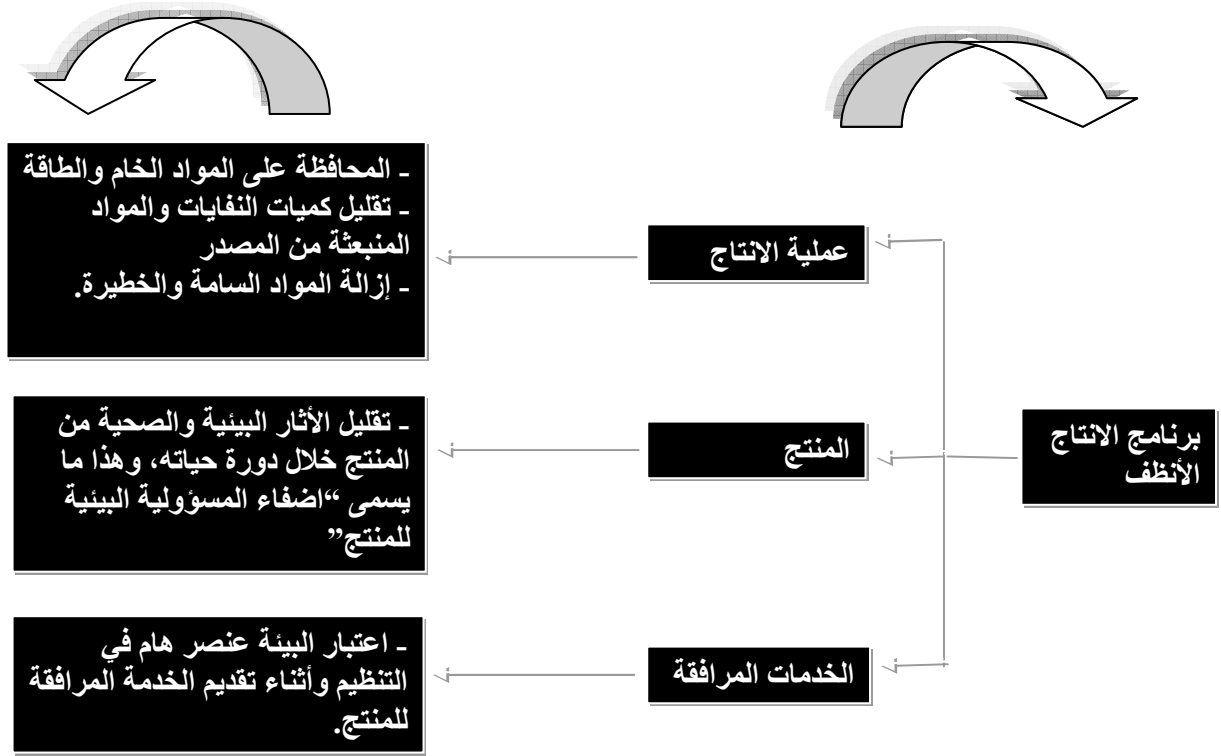 برنامج الانتاج
الأنظف
عملية الانتاج
- المحافظة على المواد الخام والطاقة
- تقليل كميات النفايات والمواد
المنبعثة من المصدر
- إزالة المواد السامة والخطيرة.
المنتج
- تقليل الأثار البيئية والصحية من
المنتج خلال دورة حياته، وهذا ما
يسمى “اضفاء المسؤولية البيئية
للمنتج”
الخدمات المرافقة
- اعتبار البيئة عنصر هام في
التنظيم وأثناء تقديم الخدمة المرافقة
للمنتج.